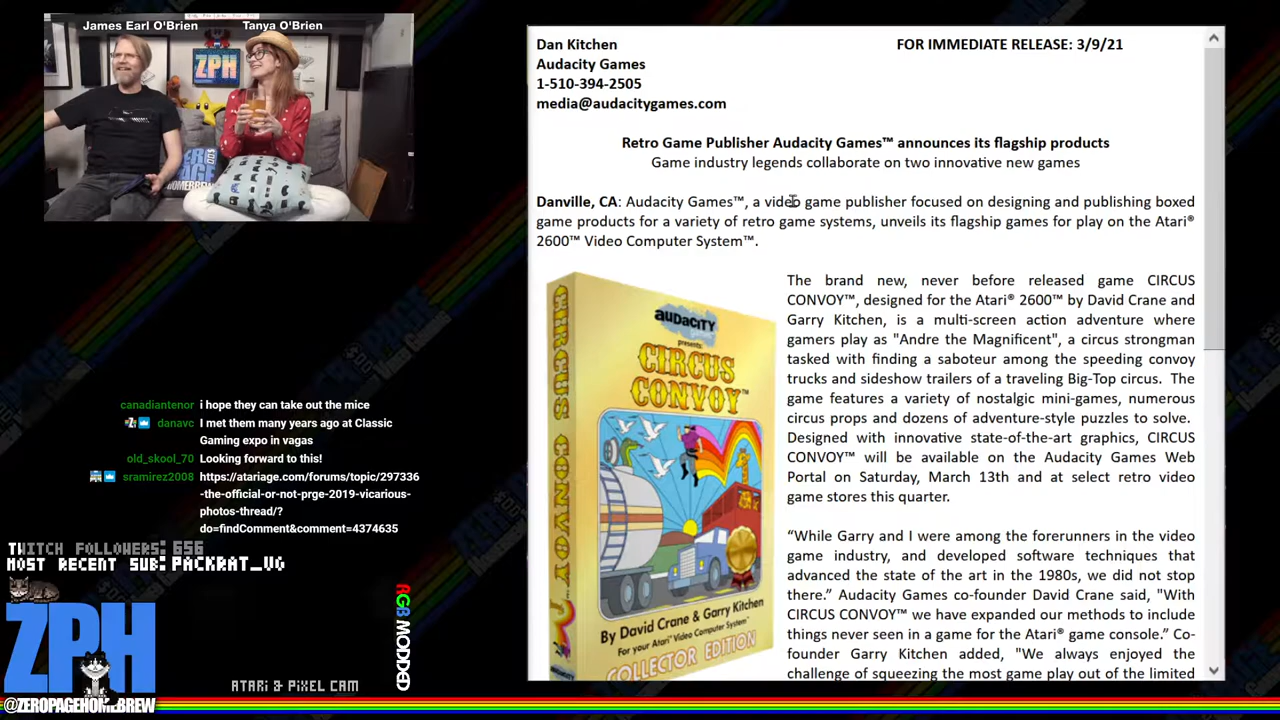 James Earl O'Brien
Tanya O'Brien
ZPH
canadiantenor i hope they can take out the mice
danavc I met them many years ago at Classic
Gaming expo in vagas
old_skool_70 Looking forward to this!
sramirez2008 https://atariage.com/forums/topic/297336
-the-official-or-not-prge-2019-vicarious-
photos-thread/?
do=findComment&comment=4374635
TWITCH FOLLOWERS: 656
MOST RECENT SUB: PACKRAT_VG
ZPH
RGB MODDED
ATARI & PIXEL CAM
@ZEROPAGEHOMEBREW
Dan Kitchen FOR IMMEDIATE RELEASE: 3/9/21
Audacity Games
1-510-394-2505
media@audacitygames.com
Retro Game Publisher Audacity Games™ announces its flagship products
Game industry legends collaborate on two innovative new games
Danville, CA: Audacity Games™, a video game publisher focused on designing and publishing boxed
game products for a variety of retro game systems, unveils its flagship games for play on the Atari®
2600™ Video Computer System™.
AUDACITY
games
presents:
CIRCUS
CONVOY™
By David Crane & Garry Kitchen
For your Atari® Video Computer System™
COLLECTOR EDITION
CIRCUS CONVOY™
The brand new, never before released game CIRCUS
CONVOY™, designed for the Atari® 2600™ by David Crane and
Garry Kitchen, is a multi-screen action adventure where
gamers play as "Andre the Magnificent", a circus strongman
tasked with finding a saboteur among the speeding convoy
trucks and sideshow trailers of a traveling Big-Top circus. The
game features a variety of nostalgic mini-games, numerous
circus props and dozens of adventure-style puzzles to solve.
Designed with innovative state-of-the-art graphics, CIRCUS
CONVOY™ will be available on the Audacity Games Web
Portal on Saturday, March 13th and at select retro video
game stores this quarter.
“While Garry and I were among the forerunners in the video
game industry, and developed software techniques that
advanced the state of the art in the 1980s, we did not stop
there.” Audacity Games co-founder David Crane said, "With
CIRCUS CONVOY™ we have expanded our methods to include
things never seen in a game for the Atari® game console.” Co-
founder Garry Kitchen added, "We always enjoyed the
challenge of squeezing the most game play out of the limited